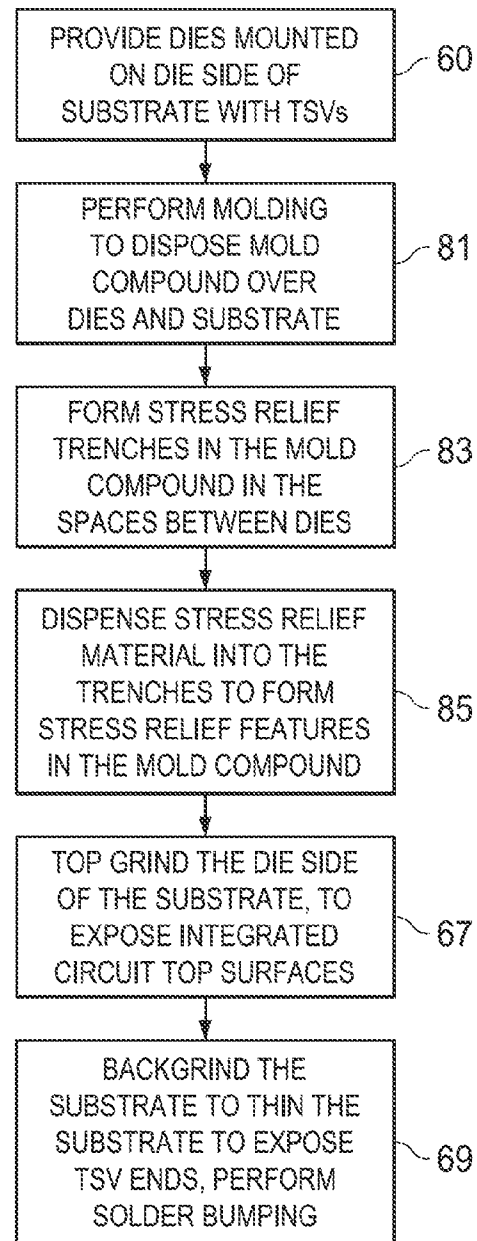 PROVIDE DIES MOUNTED
ON DIE SIDE OF
SUBSTRATE WITH TSVs
60
PERFORM MOLDING
TO DISPOSE MOLD
COMPOUND OVER
DIES AND SUBSTRATE
81
FORM STRESS RELIEF
TRENCHES IN THE MOLD
COMPOUND IN THE
SPACES BETWEEN DIES
83
DISPENSE STRESS RELIEF
MATERIAL INTO THE
TRENCHES TO FORM
STRESS RELIEF FEATURES
IN THE MOLD COMPOUND
85
TOP GRIND THE DIE SIDE
OF THE SUBSTRATE, TO
EXPOSE INTEGRATED
CIRCUIT TOP SURFACES
67
BACKGRIND THE
SUBSTRATE TO THIN THE
SUBSTRATE TO EXPOSE
TSV ENDS, PERFORM
SOLDER BUMPING
69